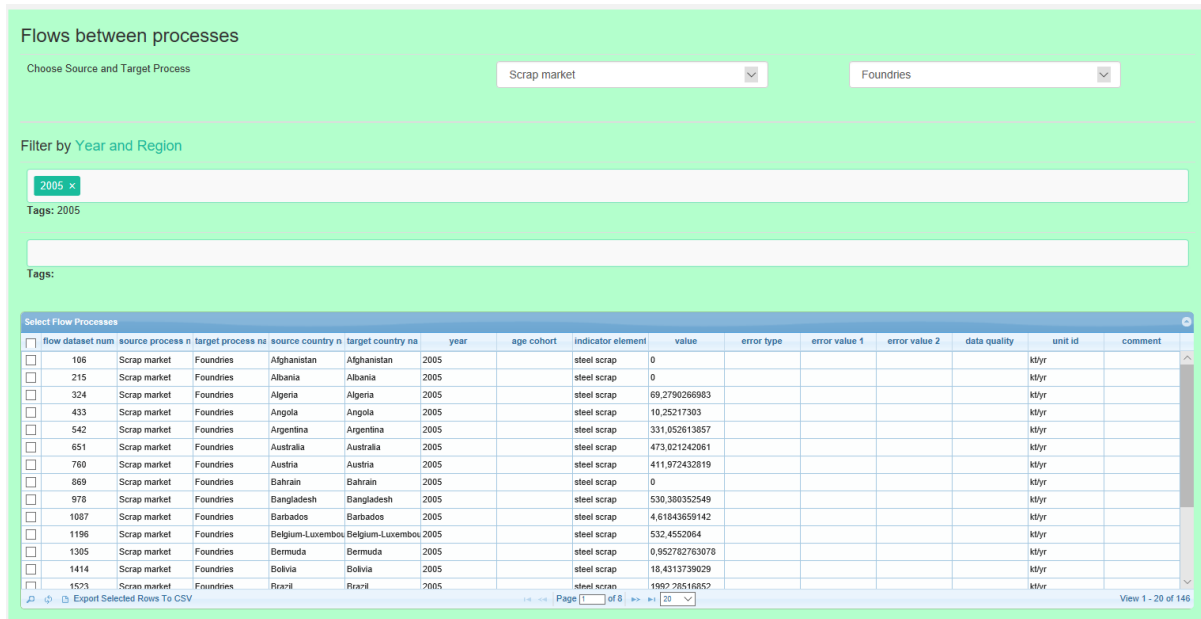 Flows between processes
Choose Source and Target Process Scrap market Foundries
Filter by Year and Region
2005 ×
Tags: 2005
Tags:
Select Flow Processes
flow dataset num source process n target process na source country n target country na year age cohort indicator element value error type error value 1 error value 2 data quality unit id comment
106 Scrap market Foundries Afghanistan Afghanistan 2005 steel scrap 0 kt/yr
215 Scrap market Foundries Albania Albania 2005 steel scrap 0 kt/yr
324 Scrap market Foundries Algeria Algeria 2005 steel scrap 69,2790266983 kt/yr
433 Scrap market Foundries Angola Angola 2005 steel scrap 10,25217303 kt/yr
542 Scrap market Foundries Argentina Argentina 2005 steel scrap 331,052613857 kt/yr
651 Scrap market Foundries Australia Australia 2005 steel scrap 473,021242061 kt/yr
760 Scrap market Foundries Austria Austria 2005 steel scrap 411,972432819 kt/yr
869 Scrap market Foundries Bahrain Bahrain 2005 steel scrap 0 kt/yr
978 Scrap market Foundries Bangladesh Bangladesh 2005 steel scrap 530,380352549 kt/yr
1087 Scrap market Foundries Barbados Barbados 2005 steel scrap 4,61843659142 kt/yr
1196 Scrap market Foundries Belgium-Luxembou Belgium-Luxembou 2005 steel scrap 532,4552064 kt/yr
1305 Scrap market Foundries Bermuda Bermuda 2005 steel scrap 0,952782763078 kt/yr
1414 Scrap market Foundries Bolivia Bolivia 2005 steel scrap 18,4313739029 kt/yr
1523 Scrap market Foundries Brazil Brazil 2005 steel scrap 1992,28516852 kt/yr
Export Selected Rows To CSV Page 1 of 8 20 View 1 - 20 of 146